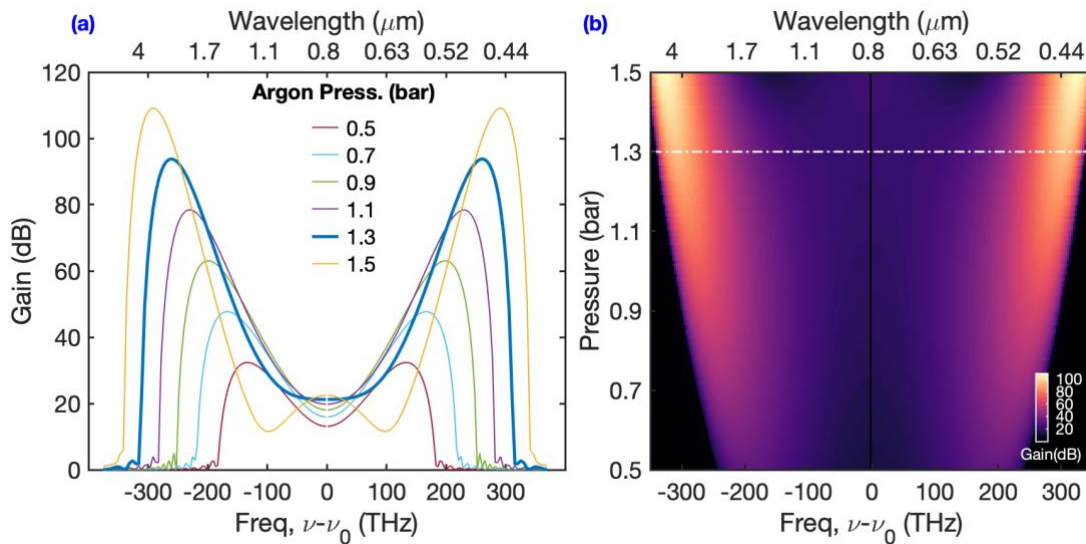 (a)
Wavelength (μm)
4 1.7 1.1 0.8 0.63 0.52 0.44
120
100
80
60
40
20
0
Gain (dB)
Argon Press. (bar)
0.5
0.7
0.9
1.1
1.3
1.5
-300 -200 -100 0 100 200 300
Freq, ν-ν0 (THz)
(b)
Wavelength (μm)
4 1.7 1.1 0.8 0.63 0.52 0.44
1.5
1.3
1.1
0.9
0.7
0.5
Pressure (bar)
100
80
60
40
20
Gain(dB)
-300 -200 -100 0 100 200 300
Freq, ν-ν0 (THz)